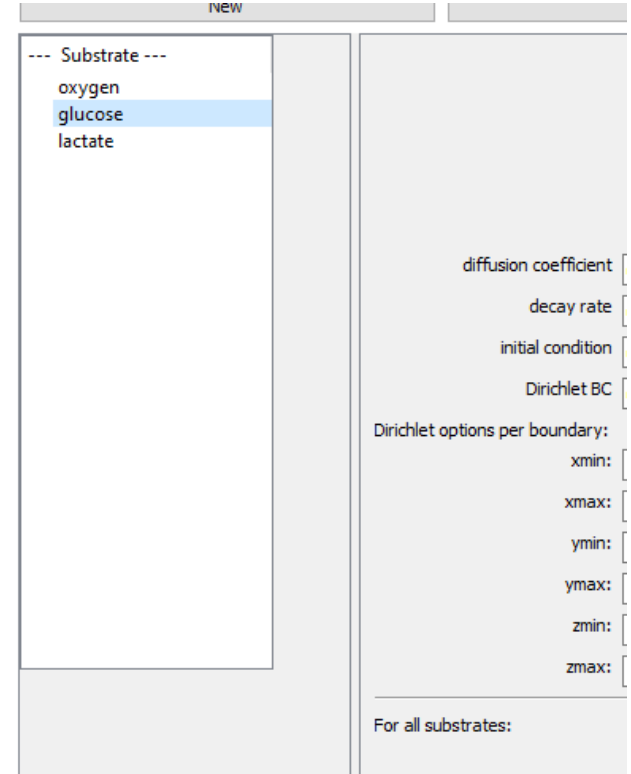 New
--- Substrate ---
oxygen
glucose
lactate
diffusion coefficient
decay rate
initial condition
Dirichlet BC
Dirichlet options per boundary:
xmin:
xmax:
ymin:
ymax:
zmin:
zmax:
For all substrates: